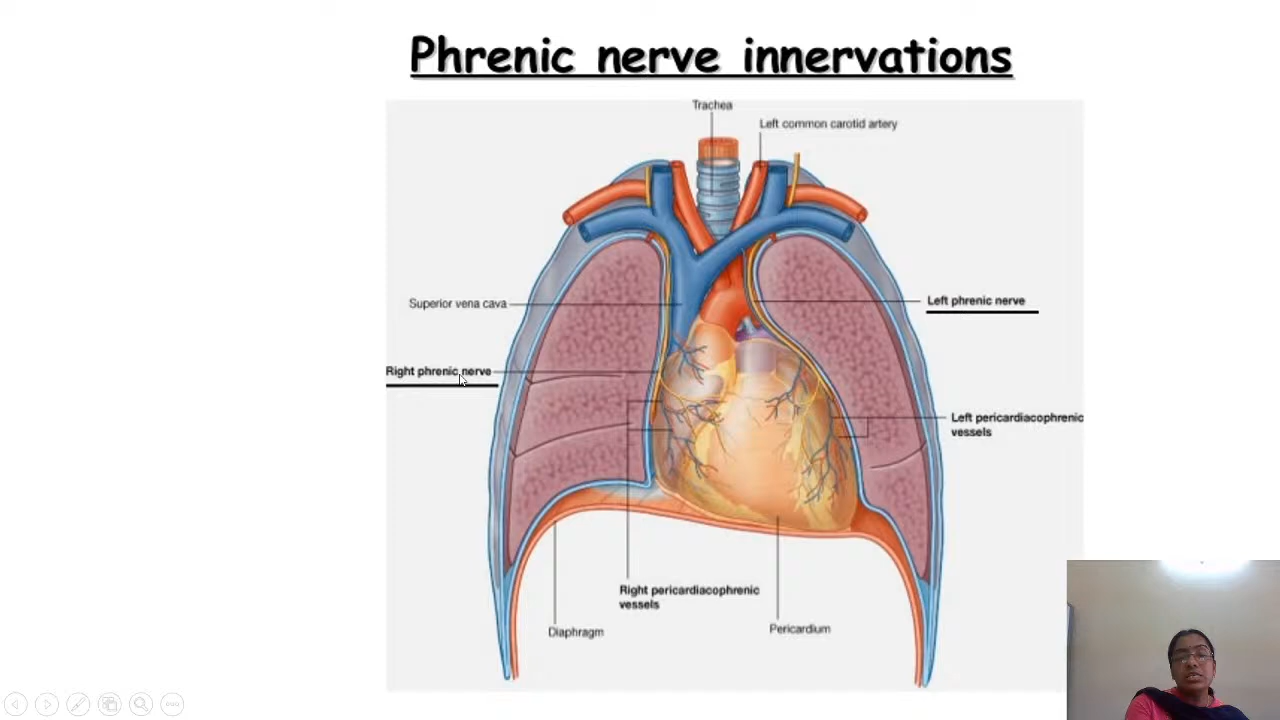 Phrenic nerve innervations
Trachea
Left common carotid artery
Superior vena cava
Left phrenic nerve
Right phrenic nerve
Left pericardiacophrenic
vessels
Right pericardiacophrenic
vessels
Diaphragm
Pericardium